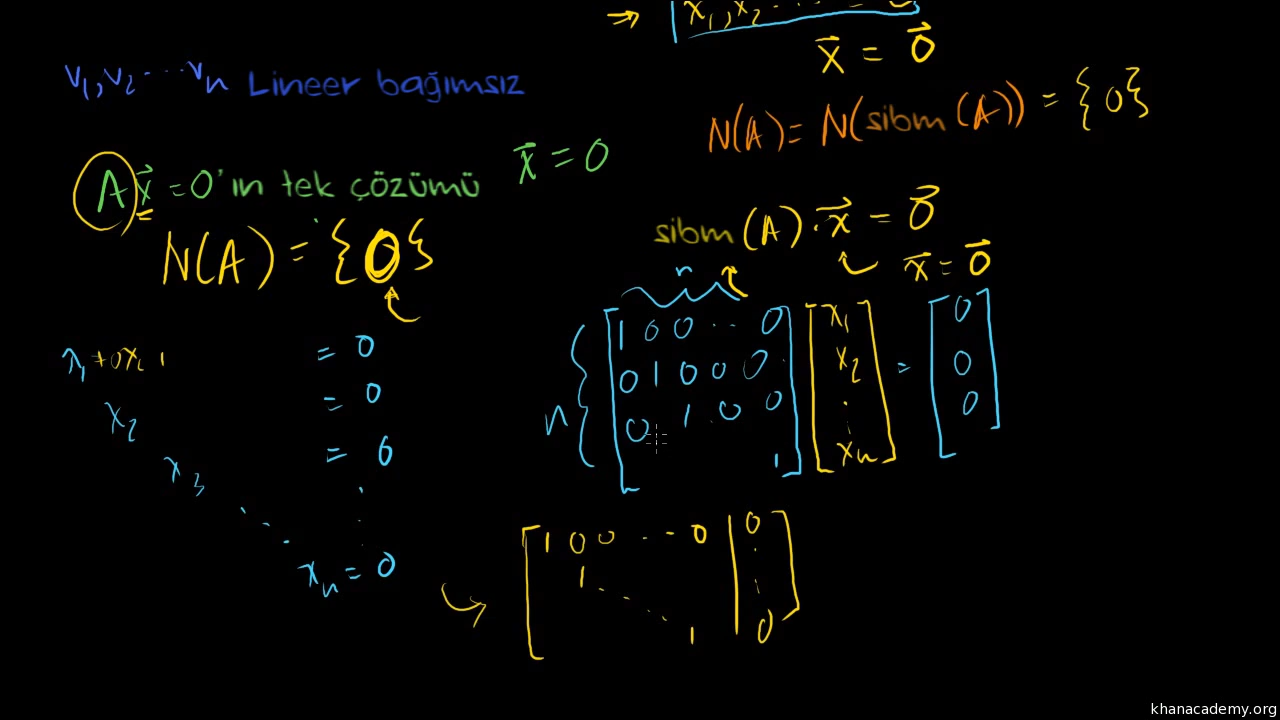 ⇒ x₁, x₂ ... = 0
x⃗ = 0⃗
v₁, v₂ ... vₙ Lineer bağımsız
N(A) = N(sibm(A)) = {0}
Ax⃗ = 0'ın tek çözümü x⃗ = 0
N(A) = {0}
sibm(A) · x⃗ = 0⃗
x⃗ = 0⃗
n
x₁ + 0x₂ + = 0
x₂ = 0
x₃ = 0
xₙ = 0
n
1 0 0 ... 0 x₁ 0
0 1 0 0 0 x₂ = 0
0 1 0 0 ⋮ 0
1 xₙ
1 0 0 ... 0 | 0
1
1 | 0
khanacademy.org